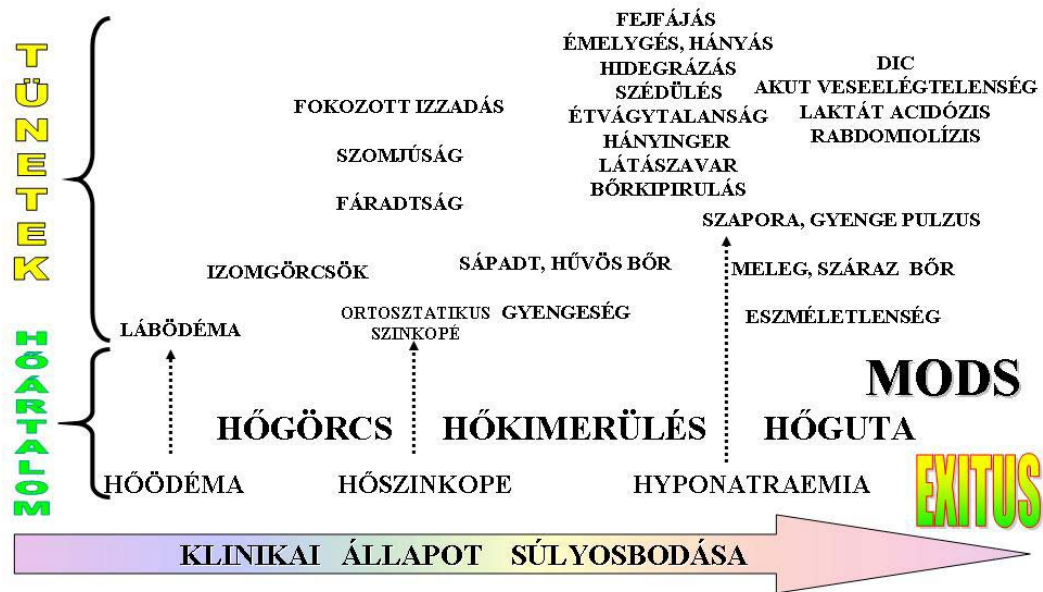 TÜNETEK
HŐÁRTALOM
FEJFÁJÁS
ÉMELYGÉS, HÁNYÁS
HIDEGRÁZÁS
SZÉDÜLÉS
ÉTVÁGYTALANSÁG
HÁNYINGER
LÁTÁSZAVAR
BŐRKIPIRULÁS
DIC
AKUT VESEELÉGTELENSÉG
LAKTÁT ACIDÓZIS
RABDOMIOLÍZIS
FOKOZOTT IZZADÁS
SZOMJÚSÁG
FÁRADTSÁG
SZAPORA, GYENGE PULZUS
IZOMGÖRCSÖK
SÁPADT, HŰVÖS BŐR
MELEG, SZÁRAZ BŐR
LÁBÖDÉMA
ORTOSZTATIKUS
SZINKOPÉ
GYENGESÉG
ESZMÉLETLENSÉG
MODS
HŐGÖRCS
HŐKIMERÜLÉS
HŐGUTA
HŐÖDÉMA
HŐSZINKOPE
HYPONATRAEMIA
EXITUS
KLINIKAI ÁLLAPOT SÚLYOSBODÁSA